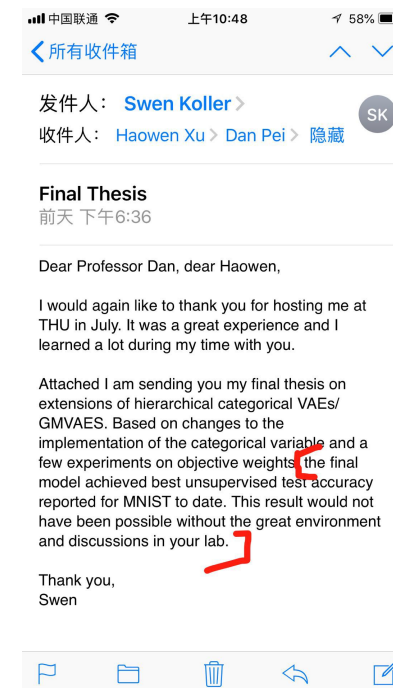 中国联通 上午10:48 58%
所有收件箱
发件人： Swen Koller
SK
收件人： Haowen Xu Dan Pei 隐藏
Final Thesis
前天 下午6:36
Dear Professor Dan, dear Haowen,
I would again like to thank you for hosting me at
THU in July. It was a great experience and I
learned a lot during my time with you.
Attached I am sending you my final thesis on
extensions of hierarchical categorical VAEs/
GMVAES. Based on changes to the
implementation of the categorical variable and a
few experiments on objective weights, the final
model achieved best unsupervised test accuracy
reported for MNIST to date. This result would not
have been possible without the great environment
and discussions in your lab.
Thank you,
Swen